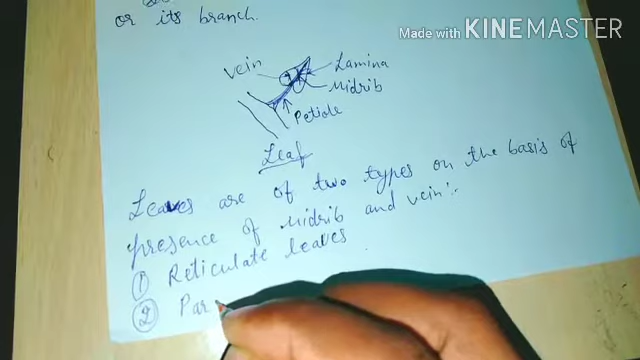 or its branch.
Made with KINEMASTER
vein
Lamina
Midrib
Petiole
Leaf
Leaves are of two types on the basis of
presence of Midrib and vein:-
① Reticulate leaves
② Par